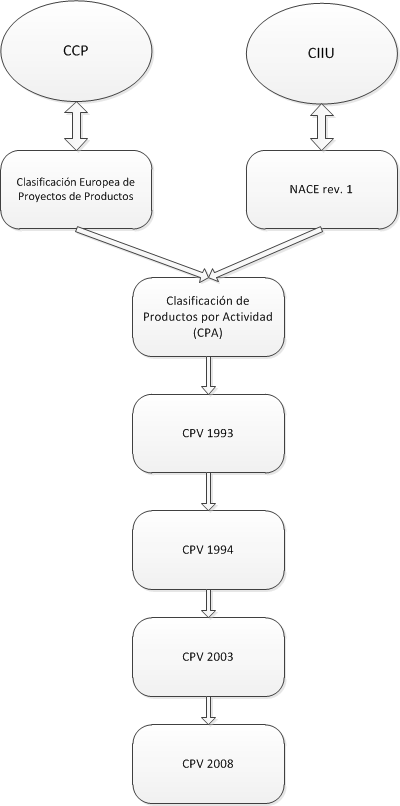 CCP
CIIU
Clasificación Europea de
Proyectos de Productos
NACE rev. 1
Clasificación de
Productos por Actividad
(CPA)
CPV 1993
CPV 1994
CPV 2003
CPV 2008